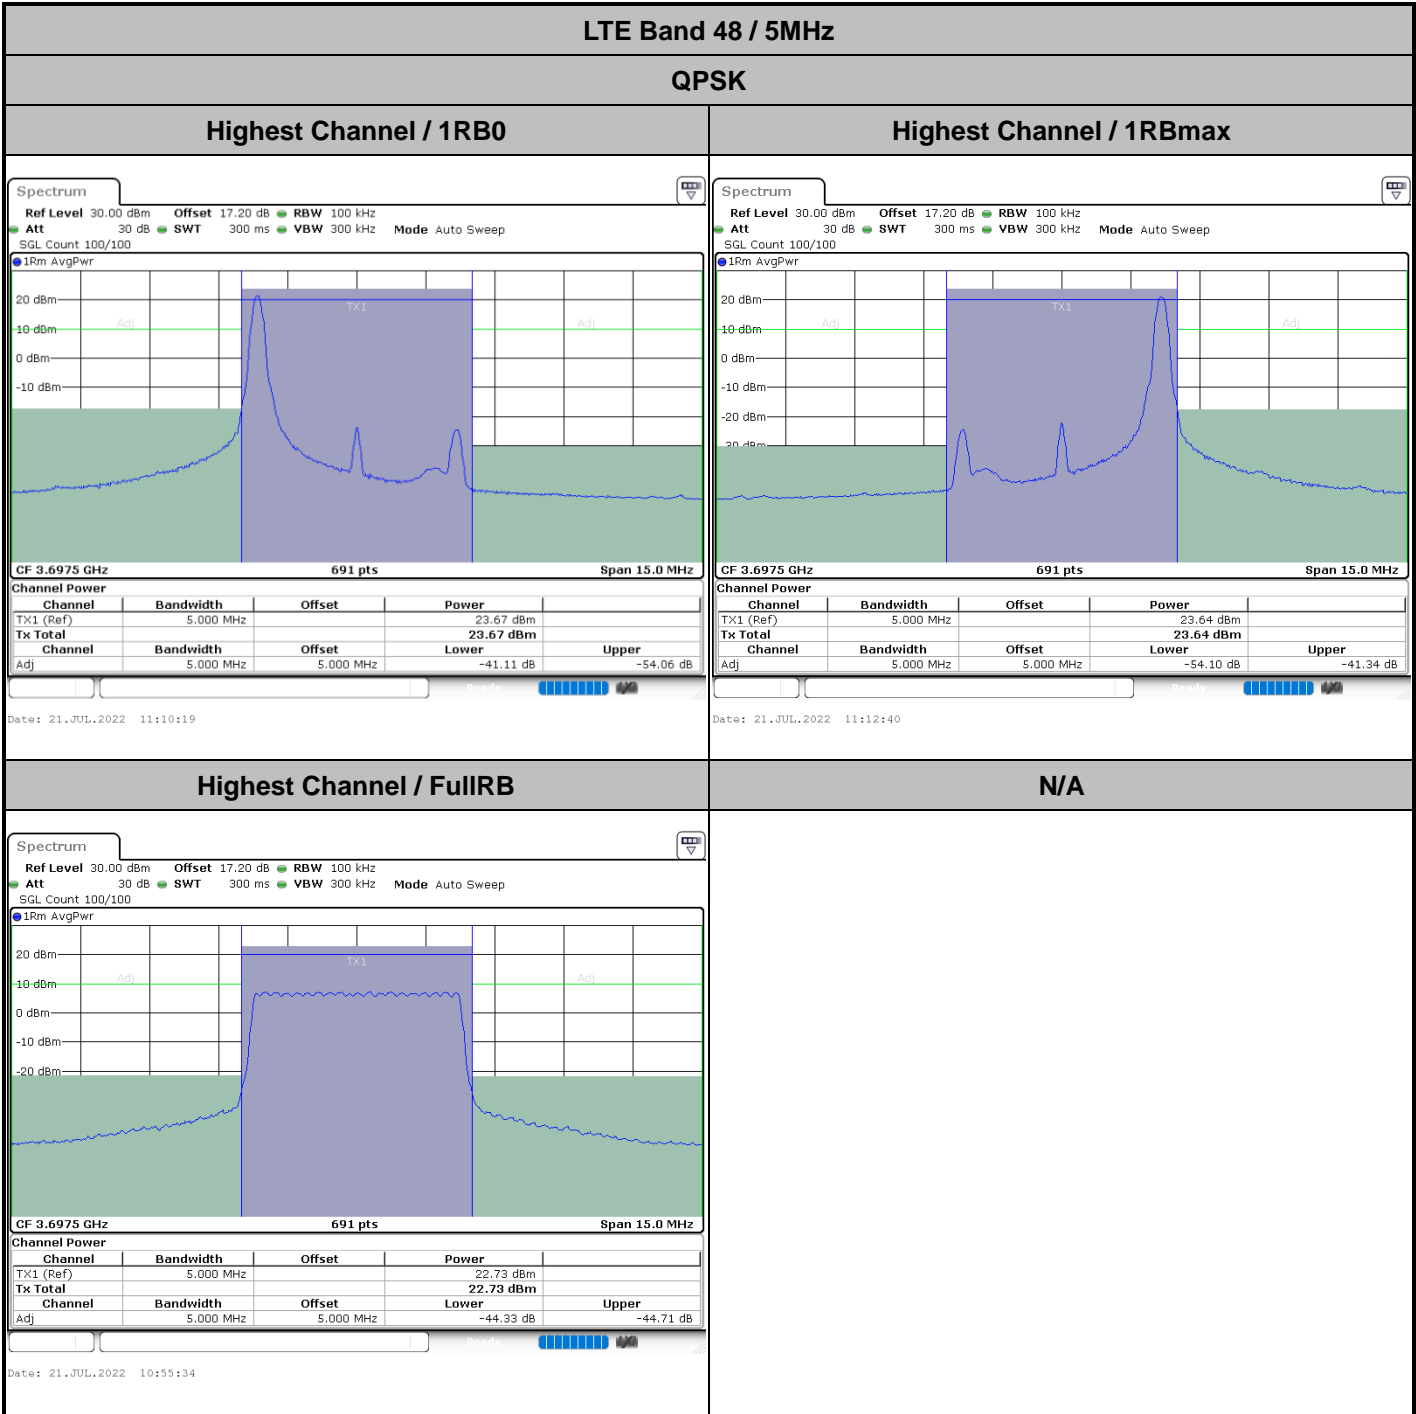 LTE Band 48 / 5MHz
QPSK
Highest Channel / 1RB0
Spectrum
Ref Level 30.00 dBm Offset 17.20 dB RBW 100 kHz
Att 30 dB SWT 300 ms VBW 300 kHz Mode Auto Sweep
SGL Count 100/100
1Rm AvgPwr
TX1
20 dBm
Adj Adj
10 dBm
0 dBm
-10 dBm
CF 3.6975 GHz 691 pts Span 15.0 MHz
Channel Power
Channel Bandwidth Offset Power
TX1 (Ref) 5.000 MHz 23.67 dBm
Tx Total 23.67 dBm
Channel Bandwidth Offset Lower Upper
Adj 5.000 MHz 5.000 MHz -41.11 dB -54.06 dB
Ready
Date: 21.JUL.2022 11:10:19
Highest Channel / 1RBmax
Spectrum
Ref Level 30.00 dBm Offset 17.20 dB RBW 100 kHz
Att 30 dB SWT 300 ms VBW 300 kHz Mode Auto Sweep
SGL Count 100/100
1Rm AvgPwr
TX1
20 dBm
Adj Adj
10 dBm
0 dBm
-10 dBm
-20 dBm
-30 dBm
CF 3.6975 GHz 691 pts Span 15.0 MHz
Channel Power
Channel Bandwidth Offset Power
TX1 (Ref) 5.000 MHz 23.64 dBm
Tx Total 23.64 dBm
Channel Bandwidth Offset Lower Upper
Adj 5.000 MHz 5.000 MHz -54.10 dB -41.34 dB
Ready
Date: 21.JUL.2022 11:12:40
Highest Channel / FullRB
Spectrum
Ref Level 30.00 dBm Offset 17.20 dB RBW 100 kHz
Att 30 dB SWT 300 ms VBW 300 kHz Mode Auto Sweep
SGL Count 100/100
1Rm AvgPwr
20 dBm
TX1
Adj Adj
10 dBm
0 dBm
-10 dBm
-20 dBm
CF 3.6975 GHz 691 pts Span 15.0 MHz
Channel Power
Channel Bandwidth Offset Power
TX1 (Ref) 5.000 MHz 22.73 dBm
Tx Total 22.73 dBm
Channel Bandwidth Offset Lower Upper
Adj 5.000 MHz 5.000 MHz -44.33 dB -44.71 dB
Ready
Date: 21.JUL.2022 10:55:34
N/A